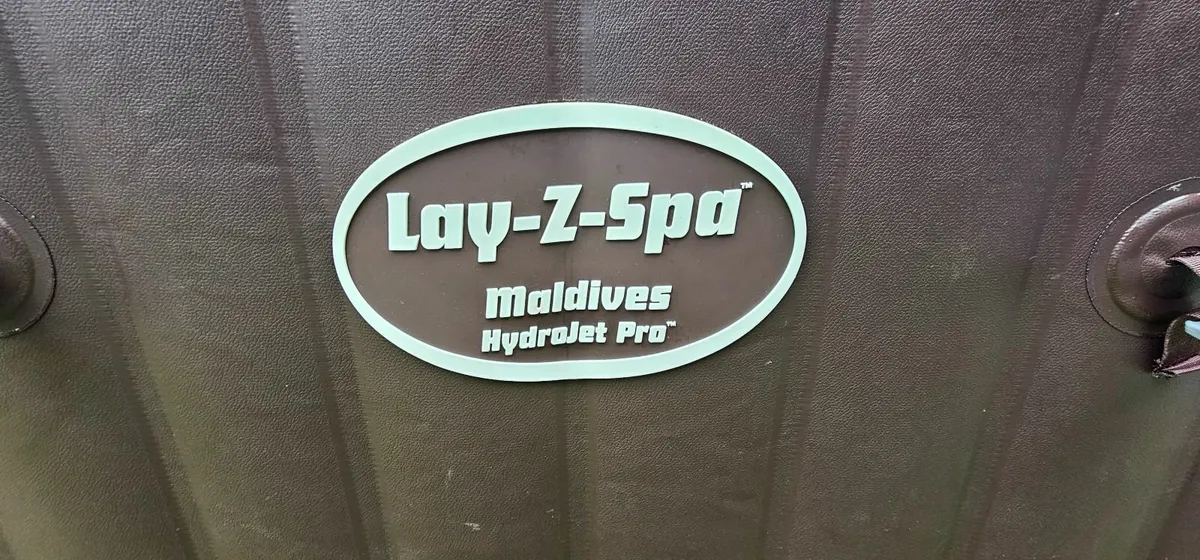 Lay-Z-Spa™
Maldives
HydroJet Pro™